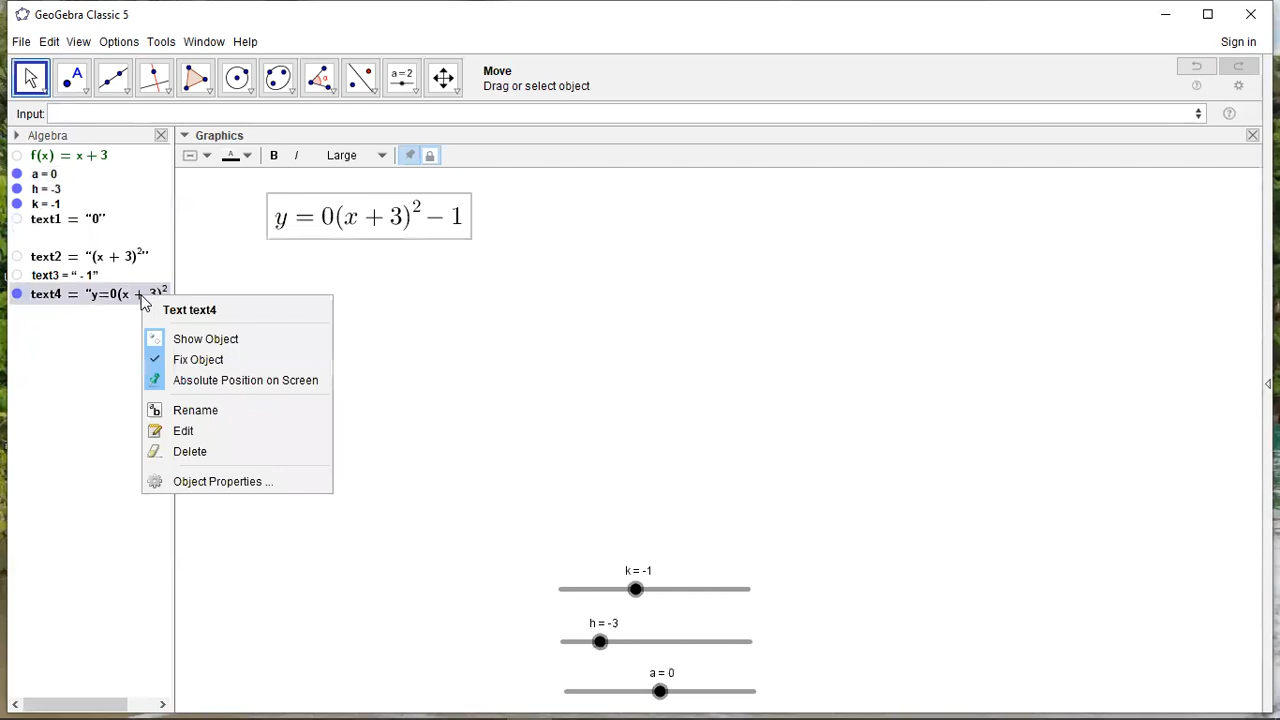 GeoGebra Classic 5
File Edit View Options Tools Window Help
Sign in
a=2
Move
Drag or select object
Input:
Algebra
Graphics
A B I Large
f(x) = x + 3
a = 0
h = -3
k = -1
text1 = “0”
text2 = “(x + 3)²”
text3 = “ - 1”
text4 = “y=0(x + 3)²
y = 0(x + 3)² − 1
Text text4
Show Object
Fix Object
Absolute Position on Screen
Rename
Edit
Delete
Object Properties ...
k = -1
h = -3
a = 0